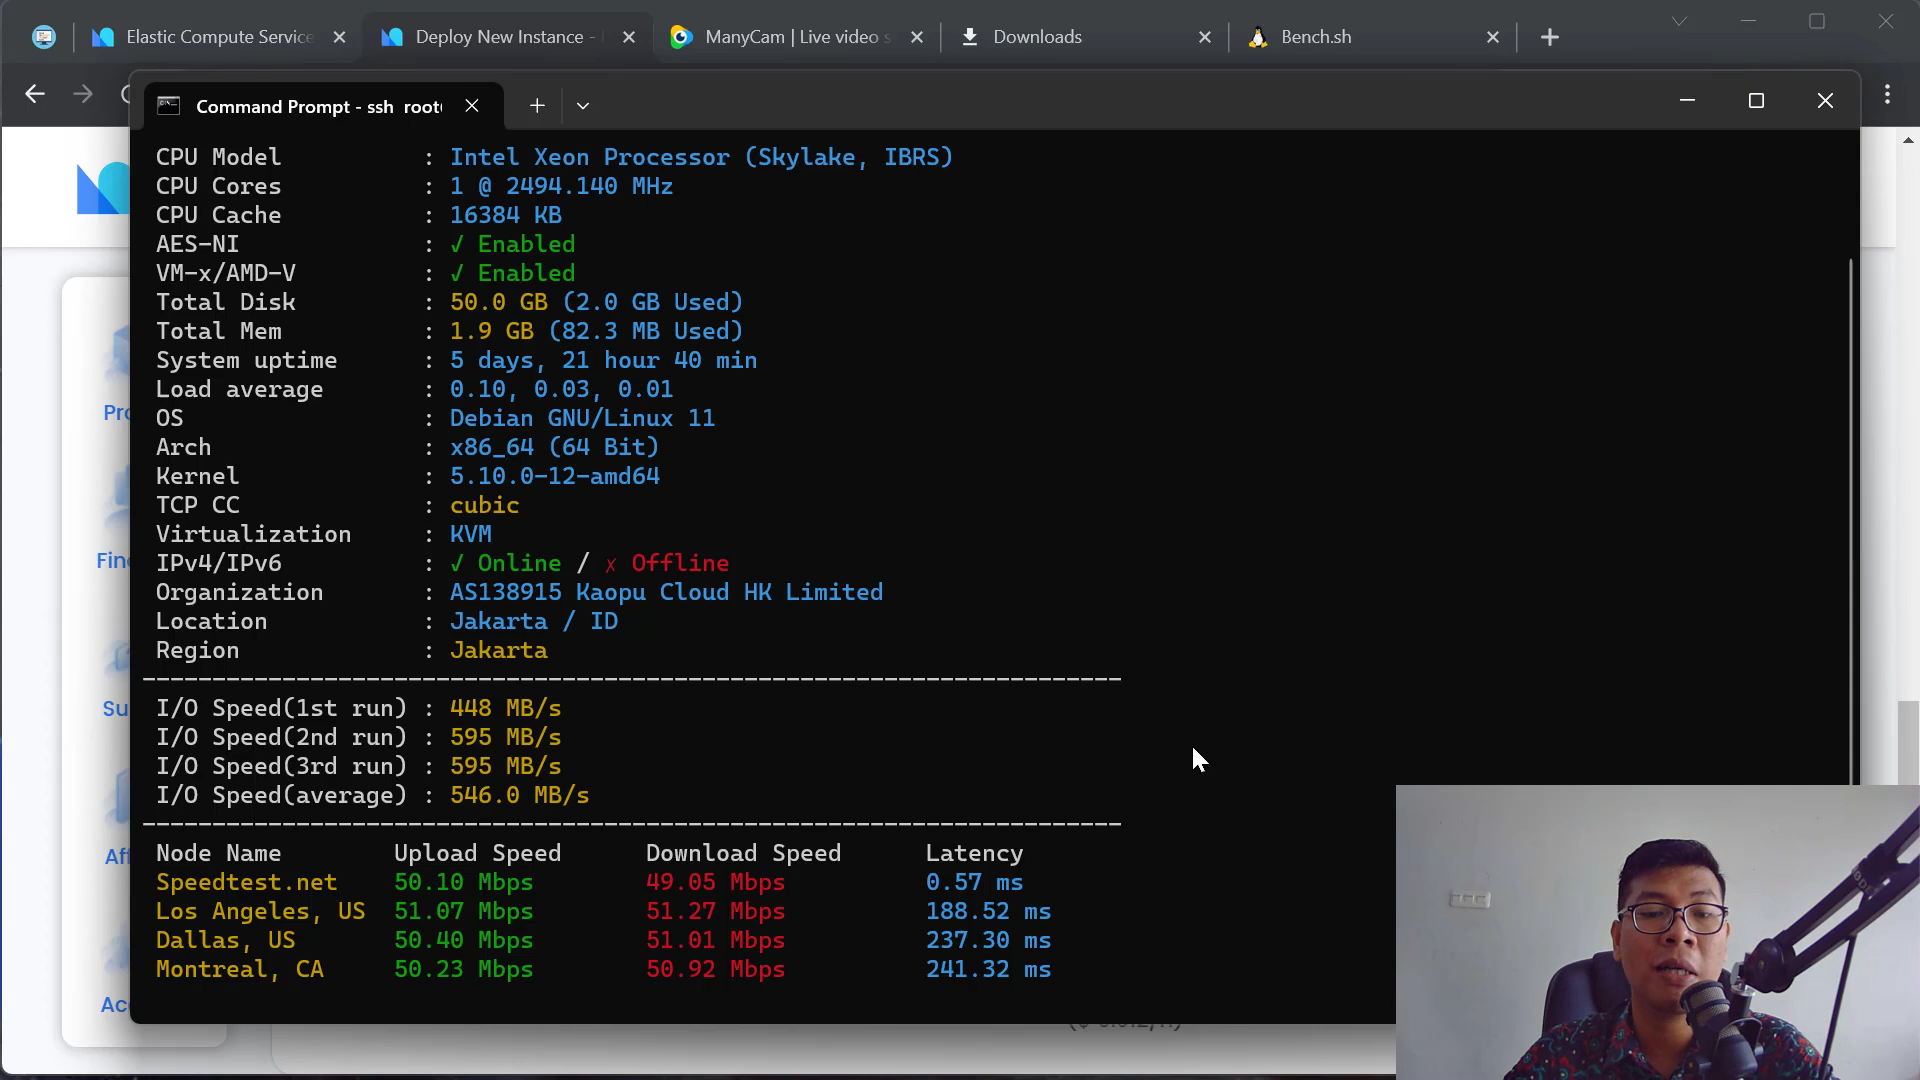 Elastic Compute Service
Deploy New Instance -
ManyCam | Live video s
Downloads
Bench.sh
Command Prompt - ssh root
CPU Model : Intel Xeon Processor (Skylake, IBRS)
CPU Cores : 1 @ 2494.140 MHz
CPU Cache : 16384 KB
AES-NI : ✓ Enabled
VM-x/AMD-V : ✓ Enabled
Total Disk : 50.0 GB (2.0 GB Used)
Total Mem : 1.9 GB (82.3 MB Used)
System uptime : 5 days, 21 hour 40 min
Load average : 0.10, 0.03, 0.01
OS : Debian GNU/Linux 11
Arch : x86_64 (64 Bit)
Kernel : 5.10.0-12-amd64
TCP CC : cubic
Virtualization : KVM
IPv4/IPv6 : ✓ Online / ✗ Offline
Organization : AS138915 Kaopu Cloud HK Limited
Location : Jakarta / ID
Region : Jakarta
----------------------------------------------------------------------
I/O Speed(1st run) : 448 MB/s
I/O Speed(2nd run) : 595 MB/s
I/O Speed(3rd run) : 595 MB/s
I/O Speed(average) : 546.0 MB/s
----------------------------------------------------------------------
Node Name Upload Speed Download Speed Latency
Speedtest.net 50.10 Mbps 49.05 Mbps 0.57 ms
Los Angeles, US 51.07 Mbps 51.27 Mbps 188.52 ms
Dallas, US 50.40 Mbps 51.01 Mbps 237.30 ms
Montreal, CA 50.23 Mbps 50.92 Mbps 241.32 ms
Pro
Fin
Su
Aff
Acc